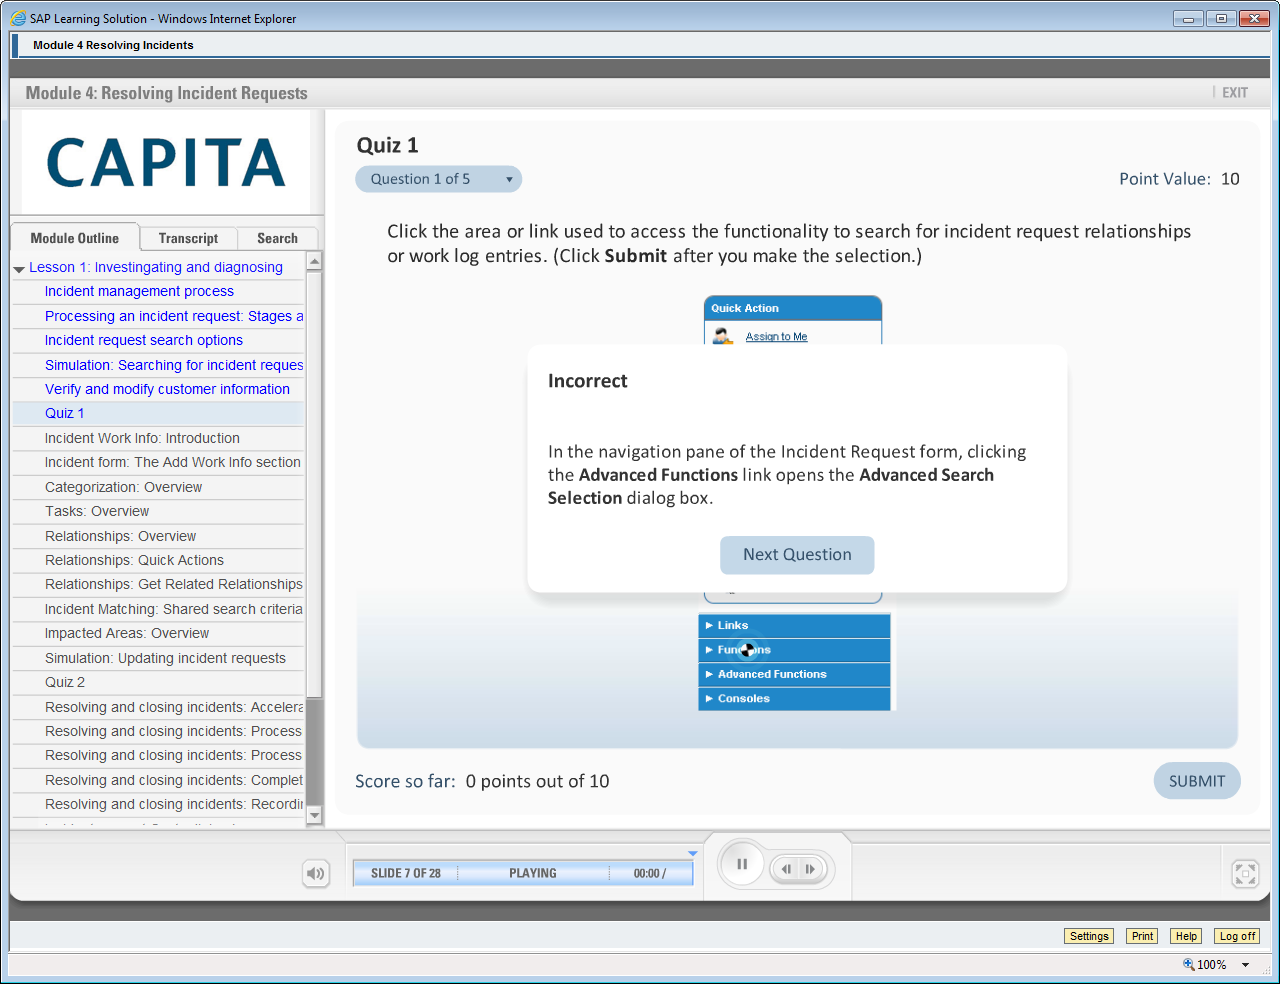 SAP Learning Solution - Windows Internet Explorer
Module 4 Resolving Incidents
Module 4: Resolving Incident Requests
EXIT
CAPITA
Module Outline
Transcript
Search
Lesson 1: Investingating and diagnosing
Incident management process
Processing an incident request: Stages a
Incident request search options
Simulation: Searching for incident reques
Verify and modify customer information
Quiz 1
Incident Work Info: Introduction
Incident form: The Add Work Info section
Categorization: Overview
Tasks: Overview
Relationships: Overview
Relationships: Quick Actions
Relationships: Get Related Relationships
Incident Matching: Shared search criteria
Impacted Areas: Overview
Simulation: Updating incident requests
Quiz 2
Resolving and closing incidents: Accelera
Resolving and closing incidents: Process
Resolving and closing incidents: Process
Resolving and closing incidents: Complet
Resolving and closing incidents: Recordin
Quiz 1
Question 1 of 5
Point Value: 10
Click the area or link used to access the functionality to search for incident request relationships
or work log entries. (Click Submit after you make the selection.)
Quick Action
Assign to Me
Incorrect
In the navigation pane of the Incident Request form, clicking
the Advanced Functions link opens the Advanced Search
Selection dialog box.
Next Question
Links
Functions
Advanced Functions
Consoles
Score so far: 0 points out of 10
SUBMIT
SLIDE 7 OF 28
PLAYING
00:00 /
Settings
Print
Help
Log off
100%